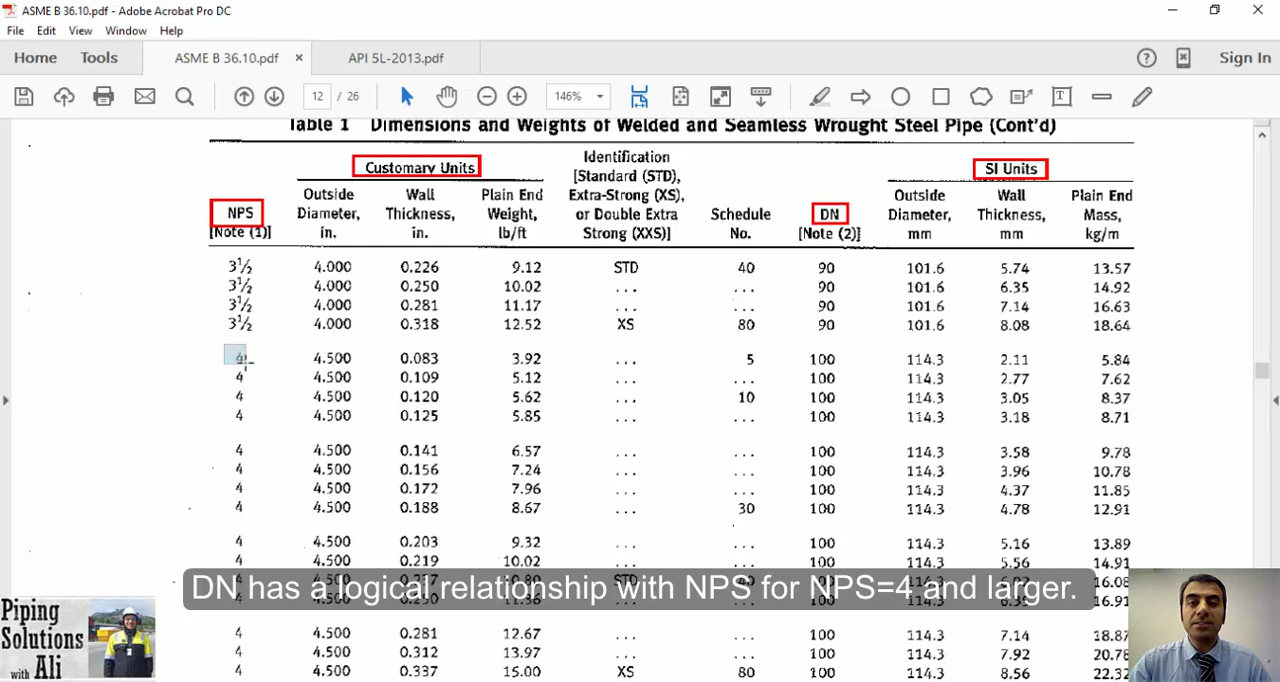 ASME B 36.10.pdf - Adobe Acrobat Pro DC
File Edit View Window Help
Home Tools ASME B 36.10.pdf × API 5L-2013.pdf Sign In
12 / 26 146%
Table 1 Dimensions and Weights of Welded and Seamless Wrought Steel Pipe (Cont'd)
Customary Units Identification SI Units
[Standard (STD),
Outside Wall Plain End Extra-Strong (XS), Outside Wall Plain End
NPS Diameter, Thickness, Weight, or Double Extra Schedule DN Diameter, Thickness, Mass,
[Note (1)] in. in. lb/ft Strong (XXS)] No. [Note (2)] mm mm kg/m
3½ 4.000 0.226 9.12 STD 40 90 101.6 5.74 13.57
3½ 4.000 0.250 10.02 ... ... 90 101.6 6.35 14.92
3½ 4.000 0.281 11.17 ... ... 90 101.6 7.14 16.63
3½ 4.000 0.318 12.52 XS 80 90 101.6 8.08 18.64
4 4.500 0.083 3.92 ... 5 100 114.3 2.11 5.84
4 4.500 0.109 5.12 ... ... 100 114.3 2.77 7.62
4 4.500 0.120 5.62 ... 10 100 114.3 3.05 8.37
4 4.500 0.125 5.85 ... ... 100 114.3 3.18 8.71
4 4.500 0.141 6.57 ... ... 100 114.3 3.58 9.78
4 4.500 0.156 7.24 ... ... 100 114.3 3.96 10.78
4 4.500 0.172 7.96 ... ... 100 114.3 4.37 11.85
4 4.500 0.188 8.67 ... 30 100 114.3 4.78 12.91
4 4.500 0.203 9.32 ... ... 100 114.3 5.16 13.89
4 4.500 0.219 10.02 ... ... 100 114.3 5.56 14.91
16.08
DN has a logical relationship with NPS for NPS=4 and larger.
16.91
4 4.500 0.281 12.67 ... ... 100 114.3 7.14 18.87
4 4.500 0.312 13.97 ... ... 100 114.3 7.92 20.78
4 4.500 0.337 15.00 XS 80 100 114.3 8.56 22.32
Piping
Solutions
with
Ali